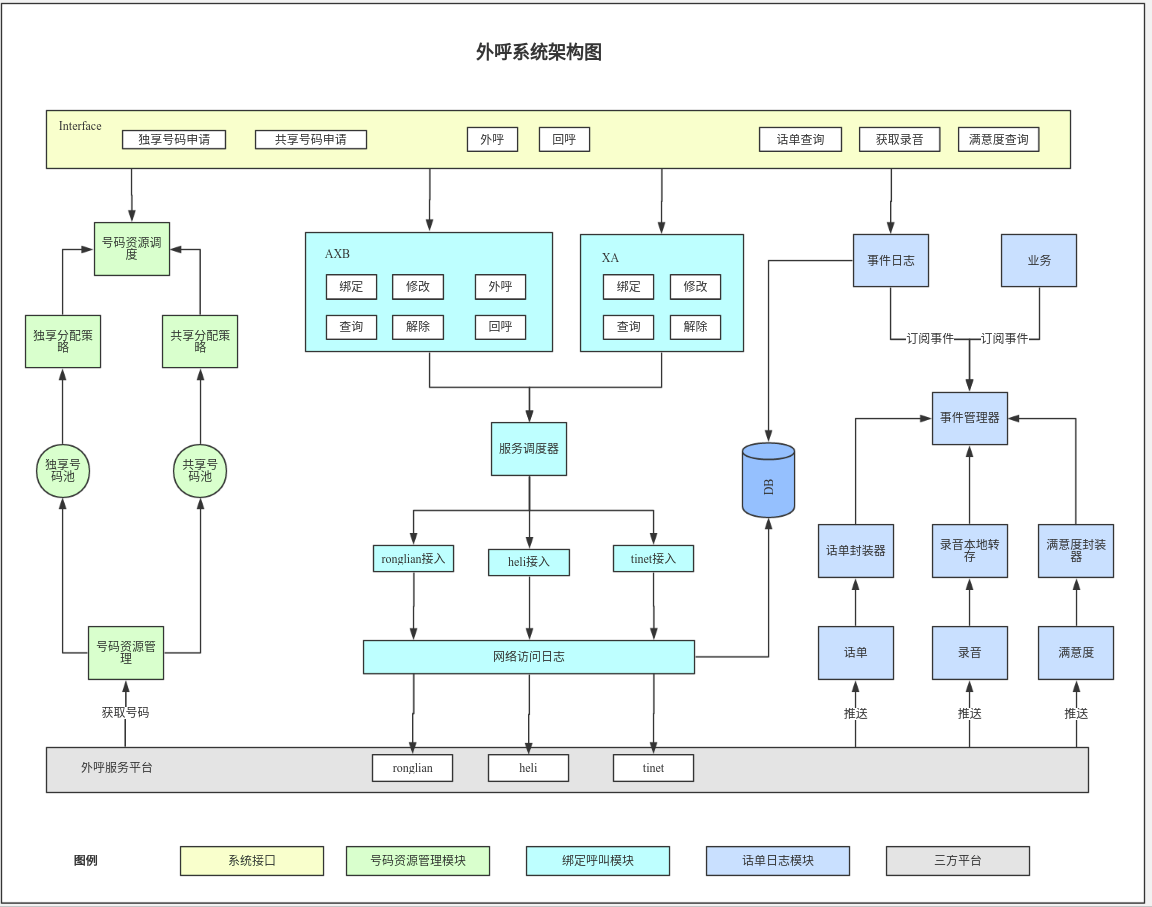 外呼系统架构图
Interface
独享号码申请
共享号码申请
外呼
回呼
话单查询
获取录音
满意度查询
号码资源调
度
AXB
绑定
修改
外呼
查询
解除
回呼
XA
绑定
修改
查询
解除
事件日志
业务
独享分配策
略
共享分配策
略
订阅事件
订阅事件
事件管理器
服务调度器
独享号
码池
共享号
码池
DB
ronglian接入
heli接入
tinet接入
话单封装器
录音本地转
存
满意度封装
器
号码资源管
理
网络访问日志
话单
录音
满意度
获取号码
推送
推送
推送
外呼服务平台
ronglian
heli
tinet
图例
系统接口
号码资源管理模块
绑定呼叫模块
话单日志模块
三方平台